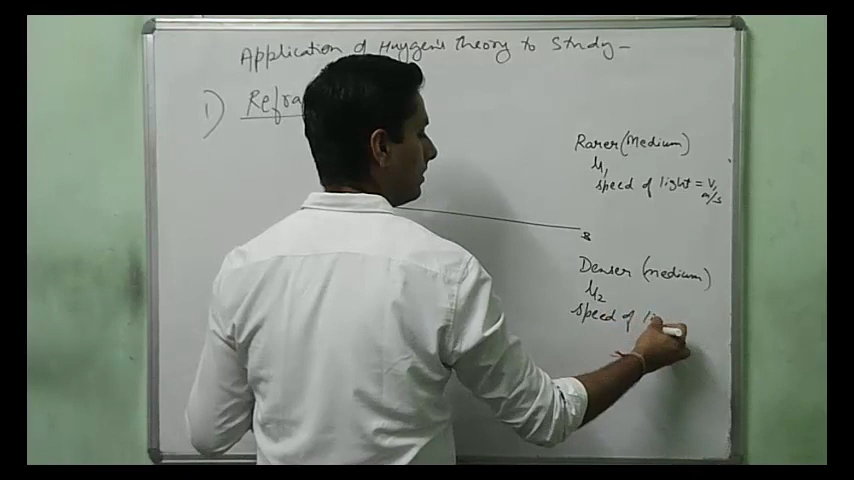 Application of Huygen's Theory to Study -
1) Refra
Rarer (Medium)
μ1
speed of light = V1
m/s
B
Denser (medium)
μ2
speed of li